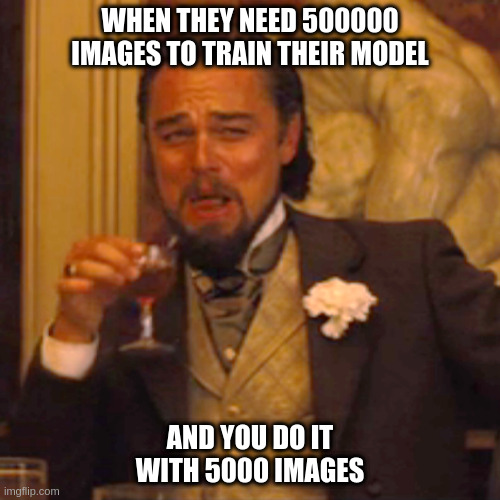 WHEN THEY NEED 500000
IMAGES TO TRAIN THEIR MODEL
AND YOU DO IT
WITH 5000 IMAGES
imgflip.com